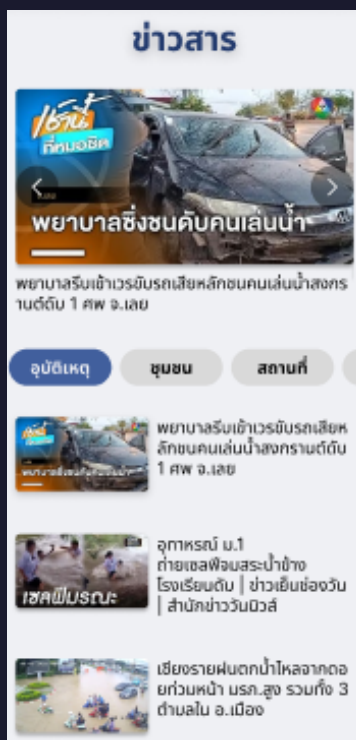 ข่าวสาร
เช้านี้
ที่หมอชิต
พยาบาลซิ่งชนดับคนเล่นน้ำ
พยาบาลรีบเข้าเวรขับรถเสียหลักชนคนเล่นน้ำสงกร
านต์ดับ 1 ศพ จ.เลย
อุบัติเหตุ
ชุมชน
สถานที่
พยาบาลรีบเข้าเวรขับรถเสียห
ลักชนคนเล่นน้ำสงกรานต์ดับ
1 ศพ จ.เลย
เซลฟีมรณะ
อุทาหรณ์ ม.1
ถ่ายเซลฟี่จมสระน้ำข้าง
โรงเรียนดับ | ข่าวเย็นช่องวัน
| สำนักข่าววันนิวส์
เชียงรายฝนตกน้ำไหลจากดอ
ยท่วมหน้า มรภ.สูง รวมทั้ง 3
ตำบลใน อ.เมือง